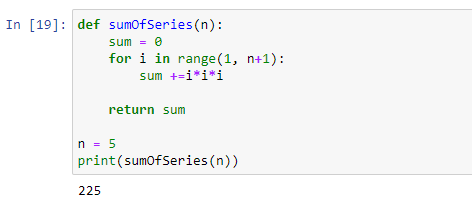 In [19]: def sumOfSeries(n):
    sum = 0
    for i in range(1, n+1):
        sum +=i*i*i

    return sum

n = 5
print(sumOfSeries(n))
225